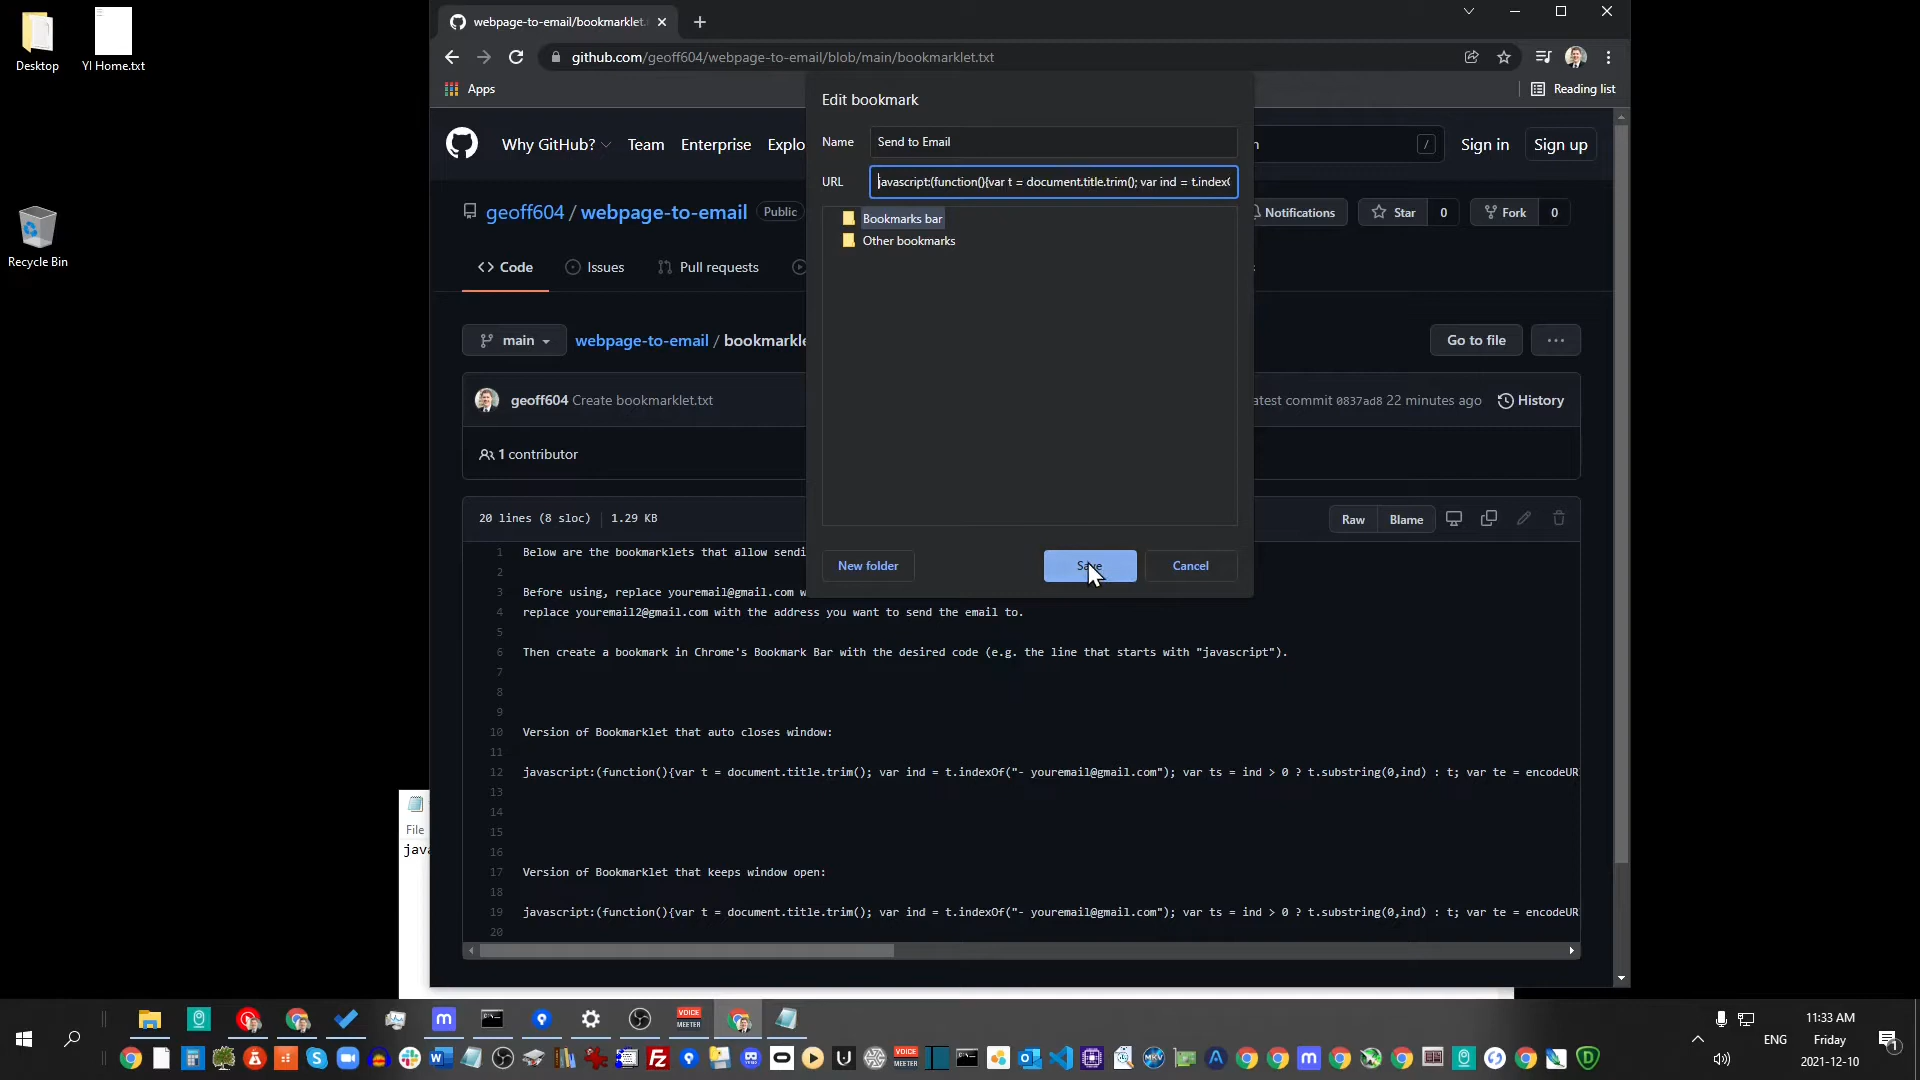 Desktop
YI Home.txt
Recycle Bin
webpage-to-email/bookmarklet.
github.com/geoff604/webpage-to-email/blob/main/bookmarklet.txt
Apps
Reading list
Edit bookmark
Name
Send to Email
URL
javascript:(function(){var t = document.title.trim(); var ind = t.indexO
Bookmarks bar
Other bookmarks
New folder
Save
Cancel
Why GitHub?
Team
Enterprise
Explo
/
Sign in
Sign up
geoff604 / webpage-to-email
Public
Notifications
Star
0
Fork
0
Code
Issues
Pull requests
main
webpage-to-email / bookmarkle
Go to file
geoff604 Create bookmarklet.txt
atest commit 0837ad8 22 minutes ago
History
1 contributor
20 lines (8 sloc)
1.29 KB
Raw
Blame
1 Below are the bookmarklets that allow sendi
2
3 Before using, replace youremail@gmail.com w
4 replace youremail2@gmail.com with the address you want to send the email to.
5
6 Then create a bookmark in Chrome's Bookmark Bar with the desired code (e.g. the line that starts with "javascript").
7
8
9
10 Version of Bookmarklet that auto closes window:
11
12 javascript:(function(){var t = document.title.trim(); var ind = t.indexOf("- youremail@gmail.com"); var ts = ind > 0 ? t.substring(0,ind) : t; var te = encodeUR
13
14
15
16
17 Version of Bookmarklet that keeps window open:
18
19 javascript:(function(){var t = document.title.trim(); var ind = t.indexOf("- youremail@gmail.com"); var ts = ind > 0 ? t.substring(0,ind) : t; var te = encodeUR
20
File
java
VOICE
MEETER
VOICE
MEETER
ENG
11:33 AM
Friday
2021-12-10
1